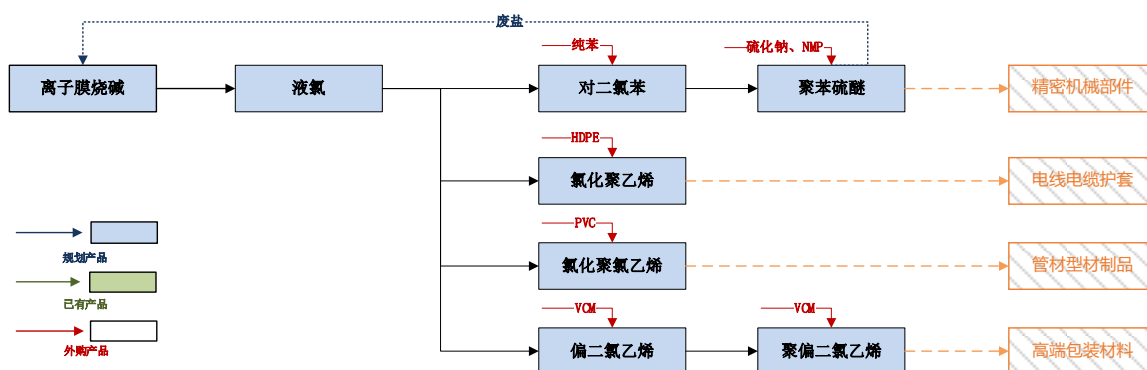 废盐
纯苯
硫化钠、NMP
离子膜烧碱
液氯
对二氯苯
聚苯硫醚
精密机械部件
HDPE
氯化聚乙烯
电线电缆护套
PVC
氯化聚氯乙烯
管材型材制品
VCM
VCM
偏二氯乙烯
聚偏二氯乙烯
高端包装材料
规划产品
已有产品
外购产品